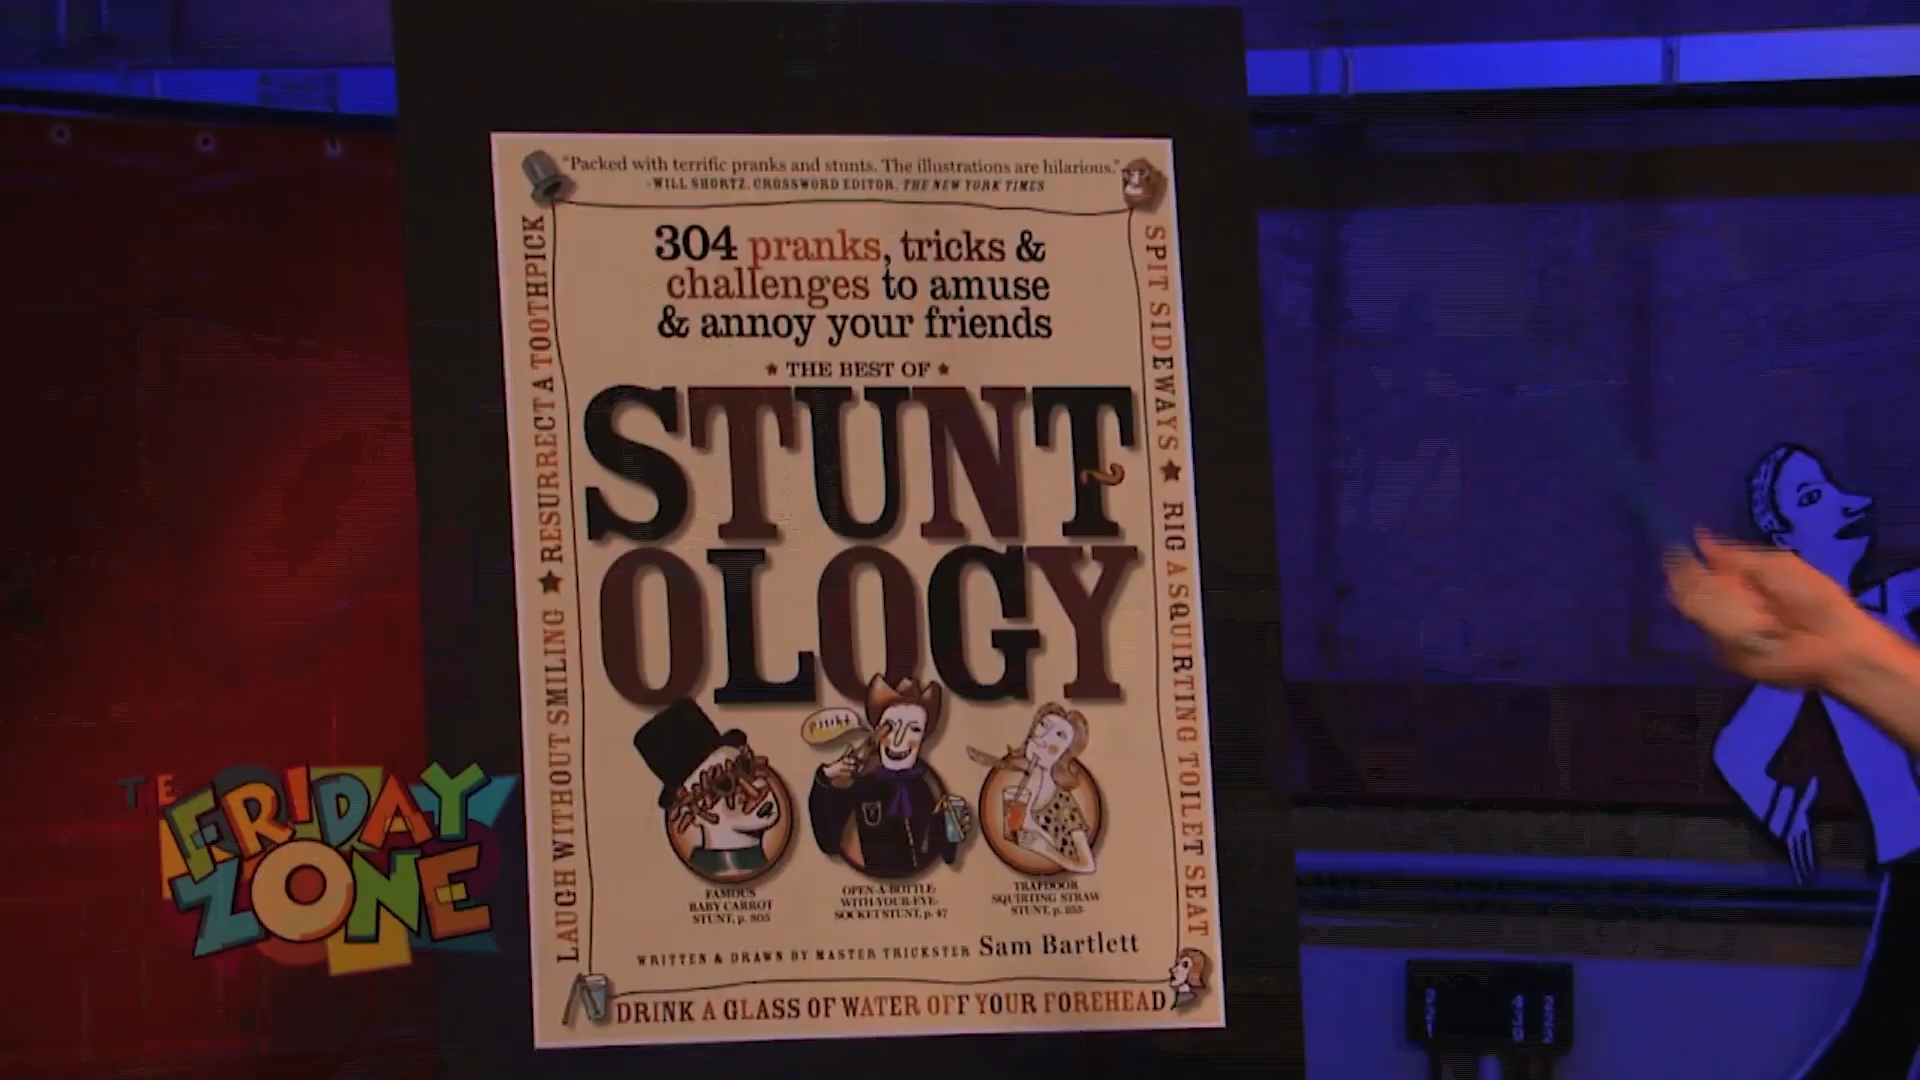 "Packed with terrific pranks and stunts. The illustrations are hilarious."
-WILL SHORTZ, CROSSWORD EDITOR, THE NEW YORK TIMES
304 pranks, tricks &
challenges to amuse
& annoy your friends
★ THE BEST OF ★
STUNT
OLOGY
LAUGH WITHOUT SMILING ★ RESURRECT A TOOTHPICK
SPIT SIDEWAYS ★ RIG A SQUIRTING TOILET SEAT
FAMOUS
BABY CARROT
STUNT, p. 305
OPEN-A-BOTTLE-
WITH-YOUR-EYE-
SOCKET STUNT, p. 47
TRAPDOOR
SQUIRTING STRAW
STUNT, p. 255
WRITTEN & DRAWN BY MASTER TRICKSTER Sam Bartlett
DRINK A GLASS OF WATER OFF YOUR FOREHEAD
THE
FRIDAY
ZONE